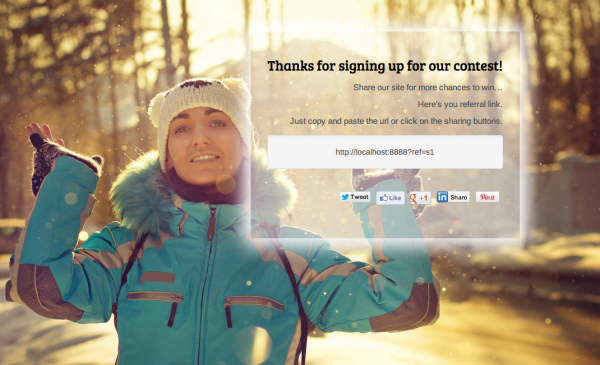 Thanks for signing up for our contest!
Share our site for more chances to win...
Here's you referral link.
Just copy and paste the url or click on the sharing buttons.
http://localhost:8888?ref=s1
Tweet Like +1 Share Pin it